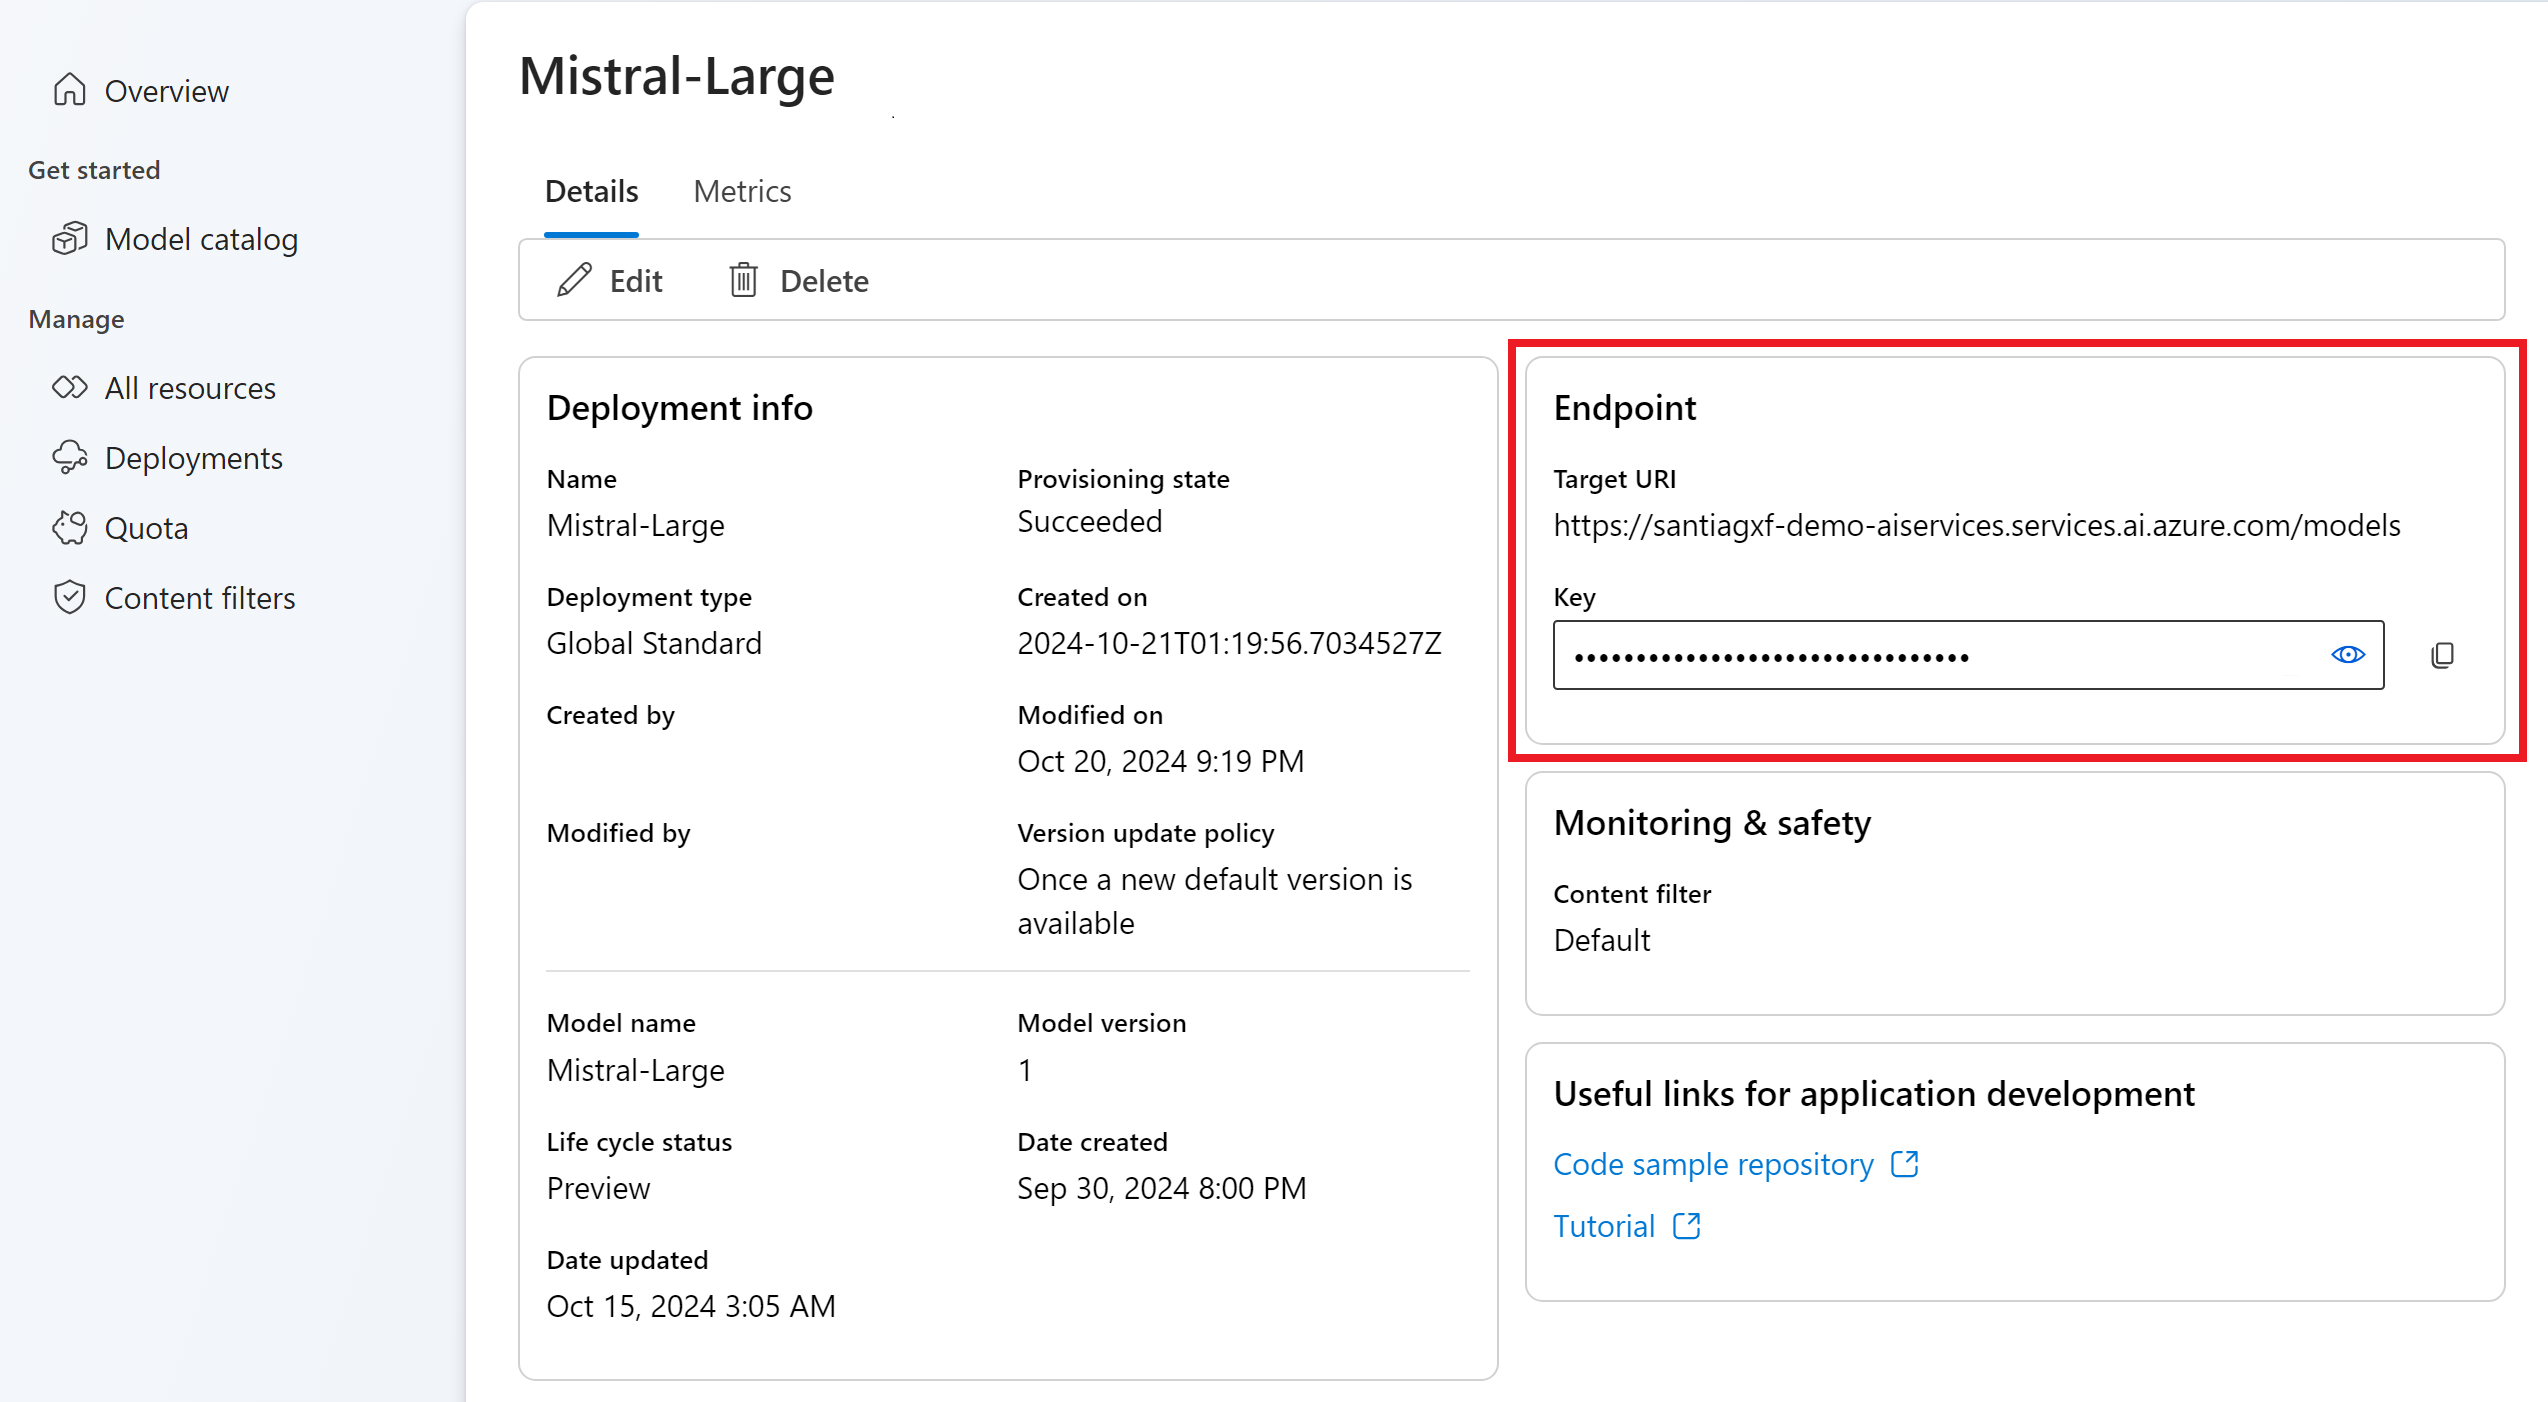 Overview
Get started
Model catalog
Manage
All resources
Deployments
Quota
Content filters
Mistral-Large
Details
Metrics
Edit
Delete
Deployment info
Name
Mistral-Large
Provisioning state
Succeeded
Deployment type
Global Standard
Created on
2024-10-21T01:19:56.7034527Z
Created by
Modified on
Oct 20, 2024 9:19 PM
Modified by
Version update policy
Once a new default version is
available
Model name
Mistral-Large
Model version
1
Life cycle status
Preview
Date created
Sep 30, 2024 8:00 PM
Date updated
Oct 15, 2024 3:05 AM
Endpoint
Target URI
https://santiagxf-demo-aiservices.services.ai.azure.com/models
Key
••••••••••••••••••••••••••••••••
Monitoring & safety
Content filter
Default
Useful links for application development
Code sample repository
Tutorial